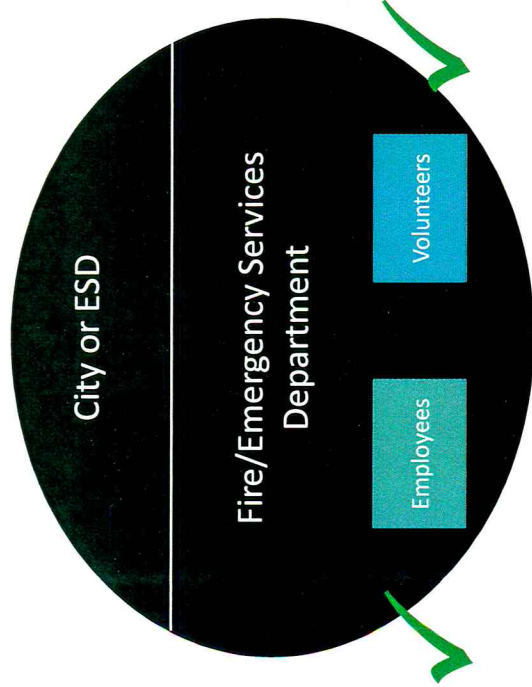 City or ESD
Fire/Emergency Services
Department
Employees
Volunteers